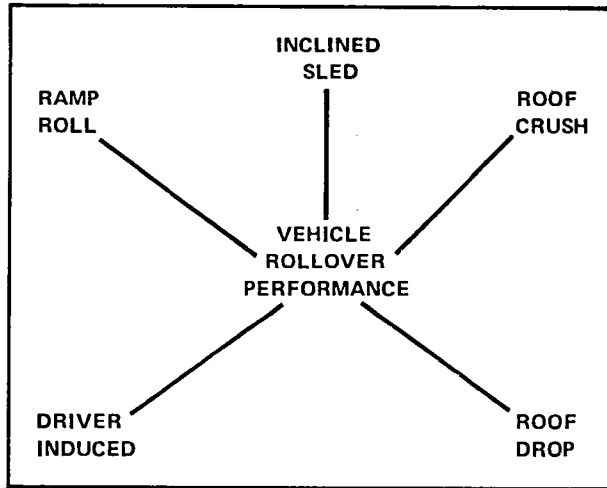 INCLINED
SLED
RAMP
ROLL
ROOF
CRUSH
VEHICLE
ROLLOVER
PERFORMANCE
DRIVER
INDUCED
ROOF
DROP